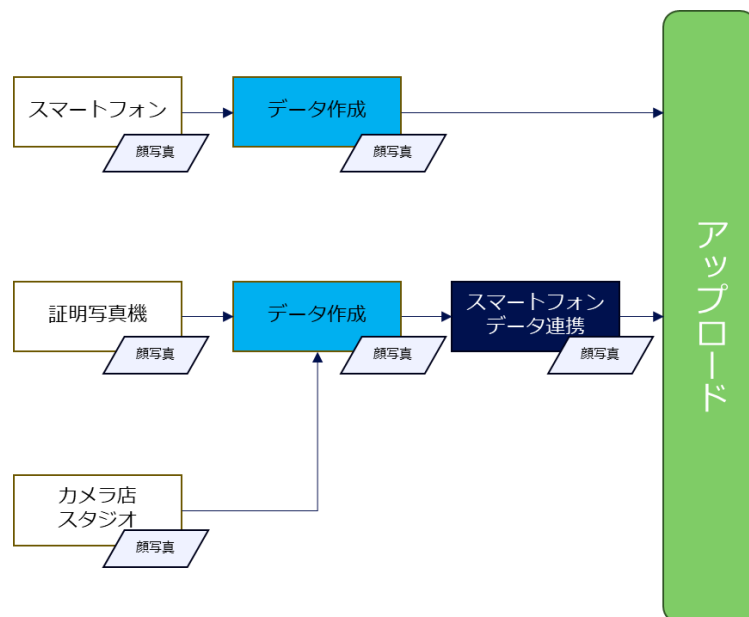 スマートフォン
顔写真
データ作成
顔写真
証明写真機
顔写真
データ作成
顔写真
スマートフォン
データ連携
顔写真
カメラ店
スタジオ
顔写真
アップロード